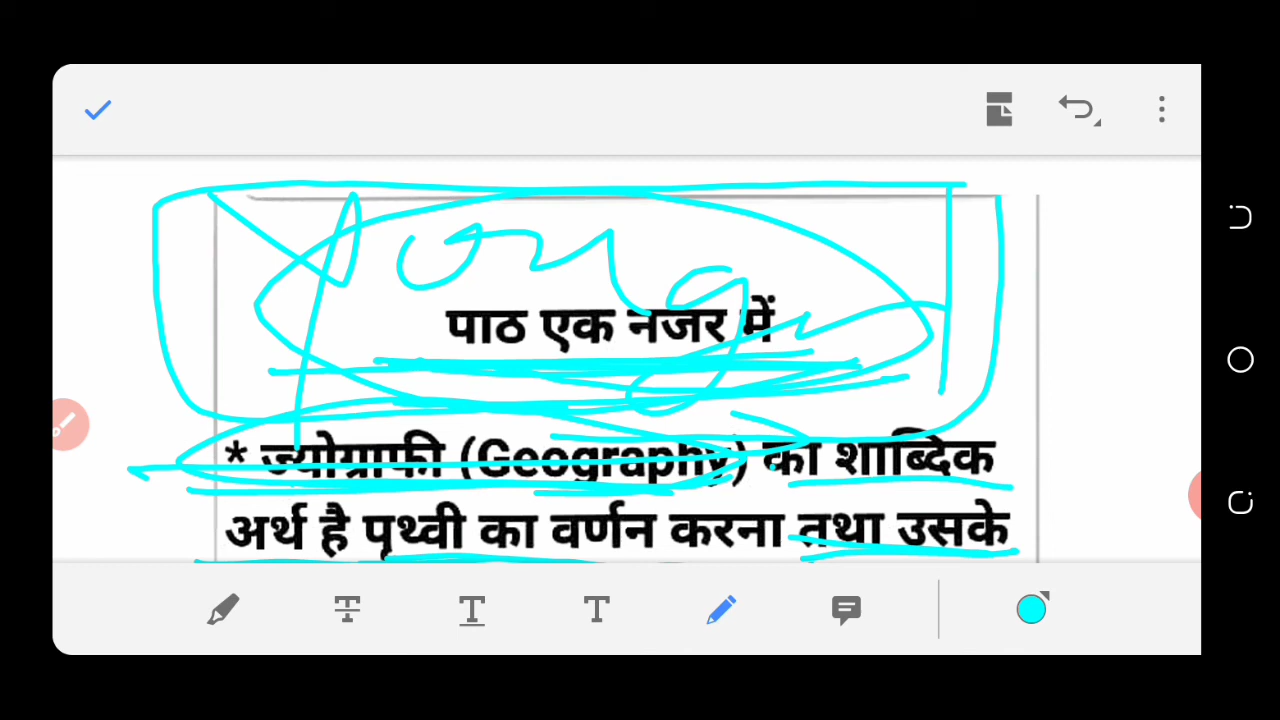 पाठ एक नजर में
* ज्योग्राफी (Geography) का शाब्दिक
अर्थ है पृथ्वी का वर्णन करना तथा उसके